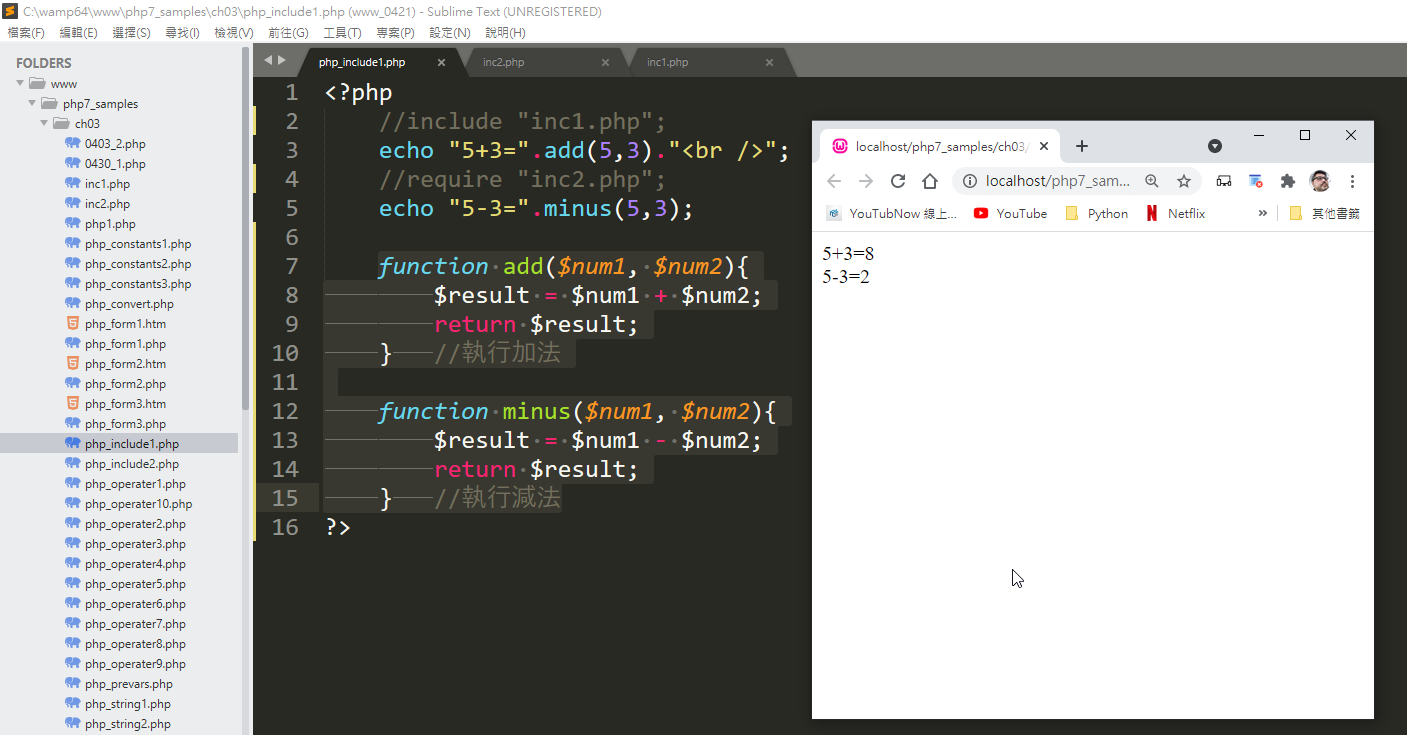 C:\wamp64\www\php7_samples\ch03\php_include1.php (www_0421) - Sublime Text (UNREGISTERED)
檔案(F) 編輯(E) 選擇(S) 尋找(I) 檢視(V) 前往(G) 工具(T) 專案(P) 設定(N) 說明(H)
FOLDERS
www
php7_samples
ch03
0403_2.php
0430_1.php
inc1.php
inc2.php
php1.php
php_constants1.php
php_constants2.php
php_constants3.php
php_convert.php
php_form1.htm
php_form1.php
php_form2.htm
php_form2.php
php_form3.htm
php_form3.php
php_include1.php
php_include2.php
php_operater1.php
php_operater10.php
php_operater2.php
php_operater3.php
php_operater4.php
php_operater5.php
php_operater6.php
php_operater7.php
php_operater8.php
php_operater9.php
php_prevars.php
php_string1.php
php_string2.php
php_include1.php inc2.php inc1.php
1 <?php
2 //include "inc1.php";
3 echo "5+3=".add(5,3)."<br />";
4 //require "inc2.php";
5 echo "5-3=".minus(5,3);
6
7 function add($num1, $num2){
8 $result = $num1 + $num2;
9 return $result;
10 } //執行加法
11
12 function minus($num1, $num2){
13 $result = $num1 - $num2;
14 return $result;
15 } //執行減法
16 ?>
localhost/php7_samples/ch03/
localhost/php7_sam...
YouTubNow 線上... YouTube Python Netflix » 其他書籤
5+3=8
5-3=2